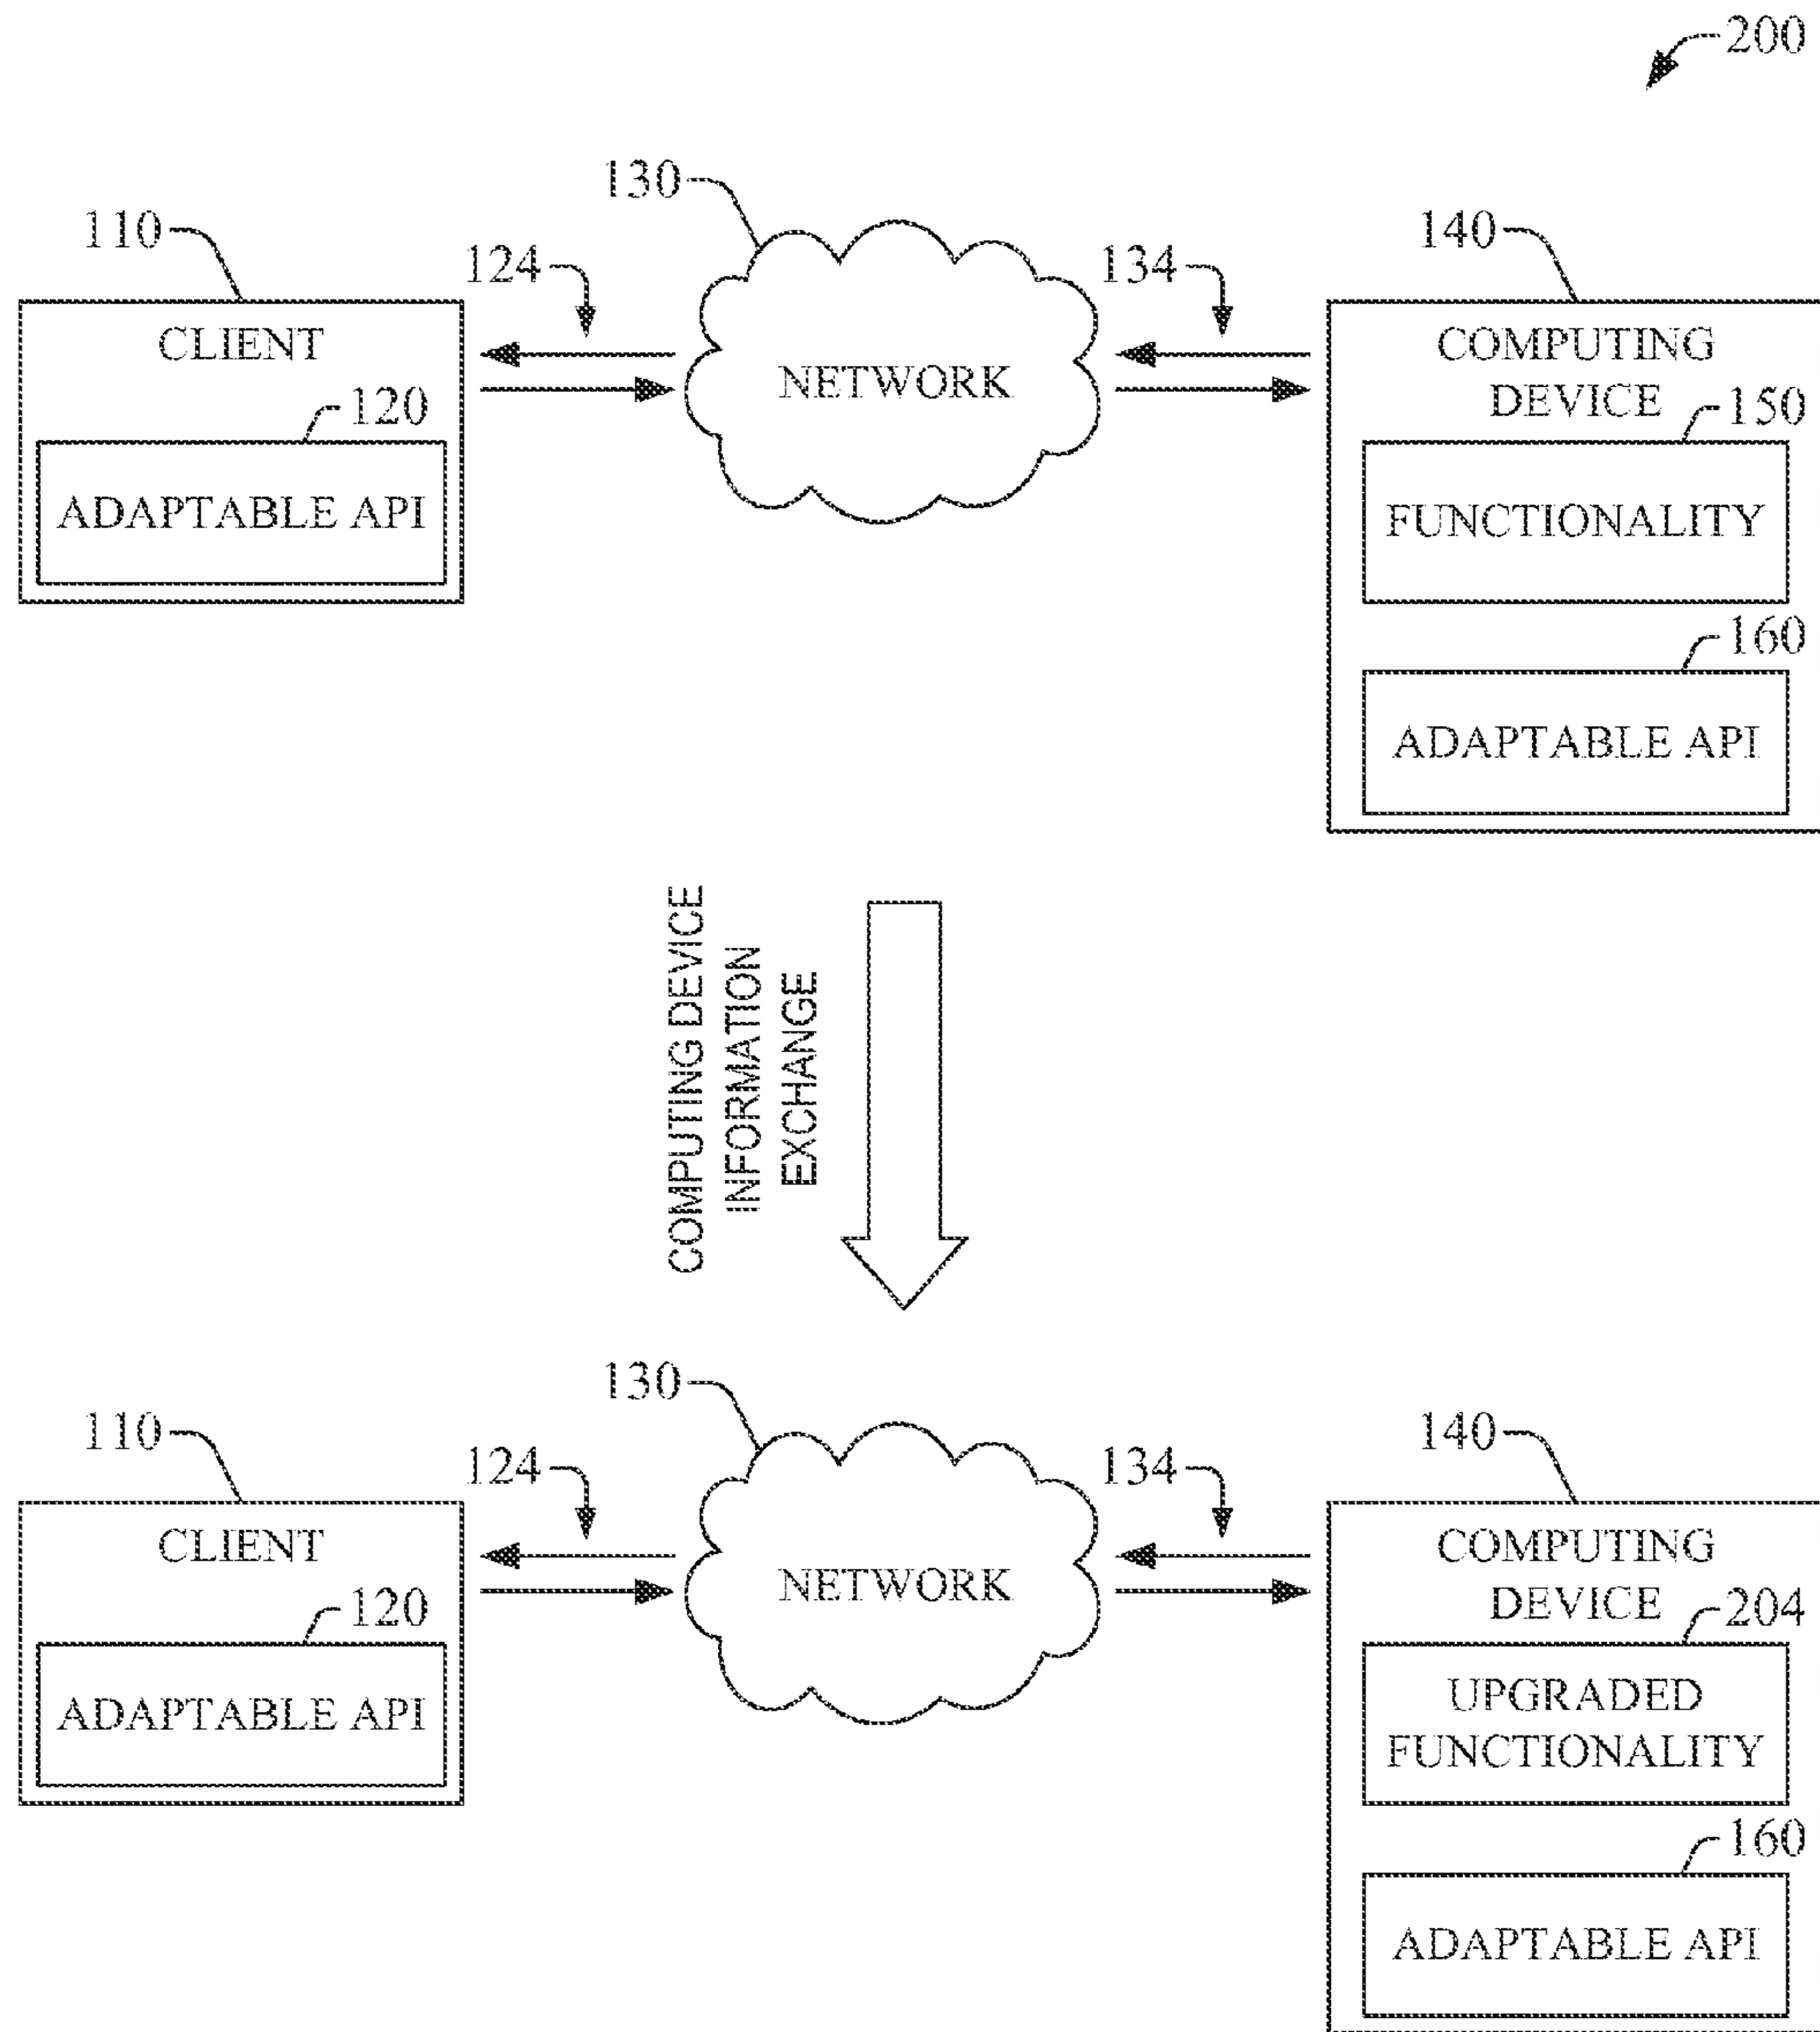 200
130
110
124
134
140
CLIENT
NETWORK
COMPUTING
DEVICE
120
150
ADAPTABLE API
FUNCTIONALITY
160
ADAPTABLE API
COMPUTING DEVICE
INFORMATION
EXCHANGE
130
110
124
134
140
CLIENT
NETWORK
COMPUTING
DEVICE
120
204
ADAPTABLE API
UPGRADED
FUNCTIONALITY
160
ADAPTABLE API